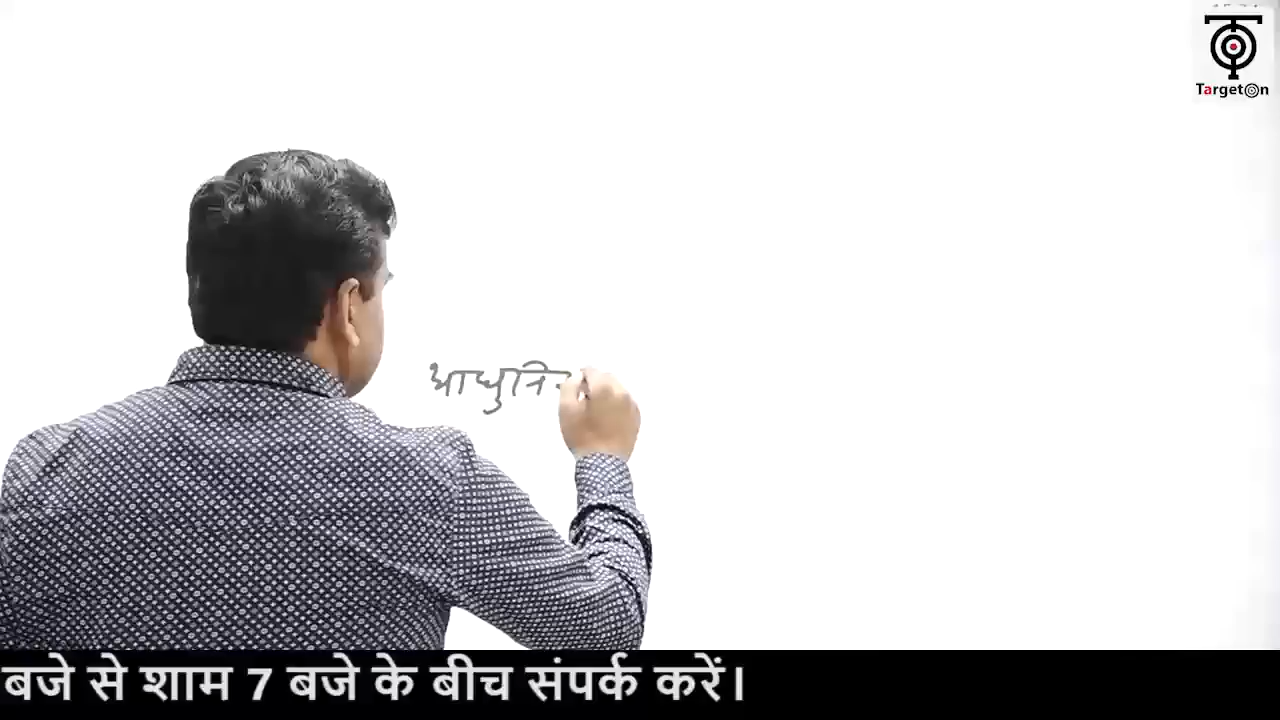 TargetOn
आधुनि
बजे से शाम 7 बजे के बीच संपर्क करें।